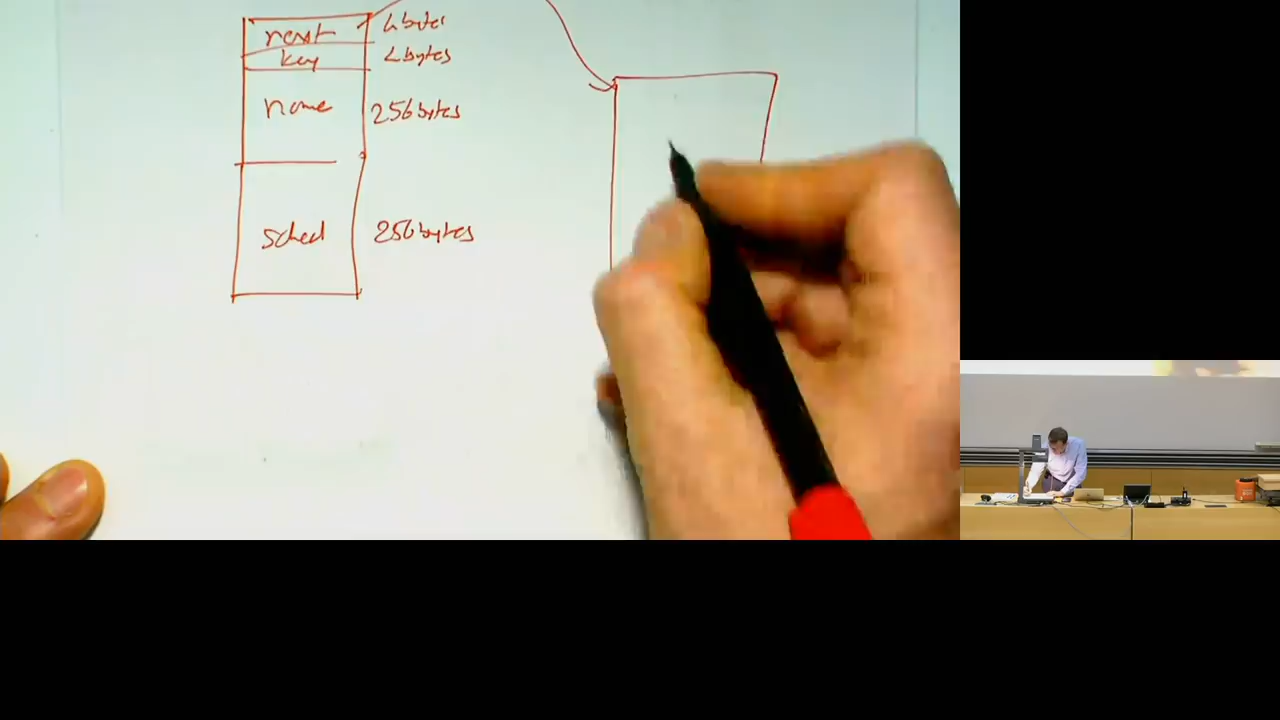 next 4 bytes
key 4 bytes
name 256 bytes
sched 256 bytes